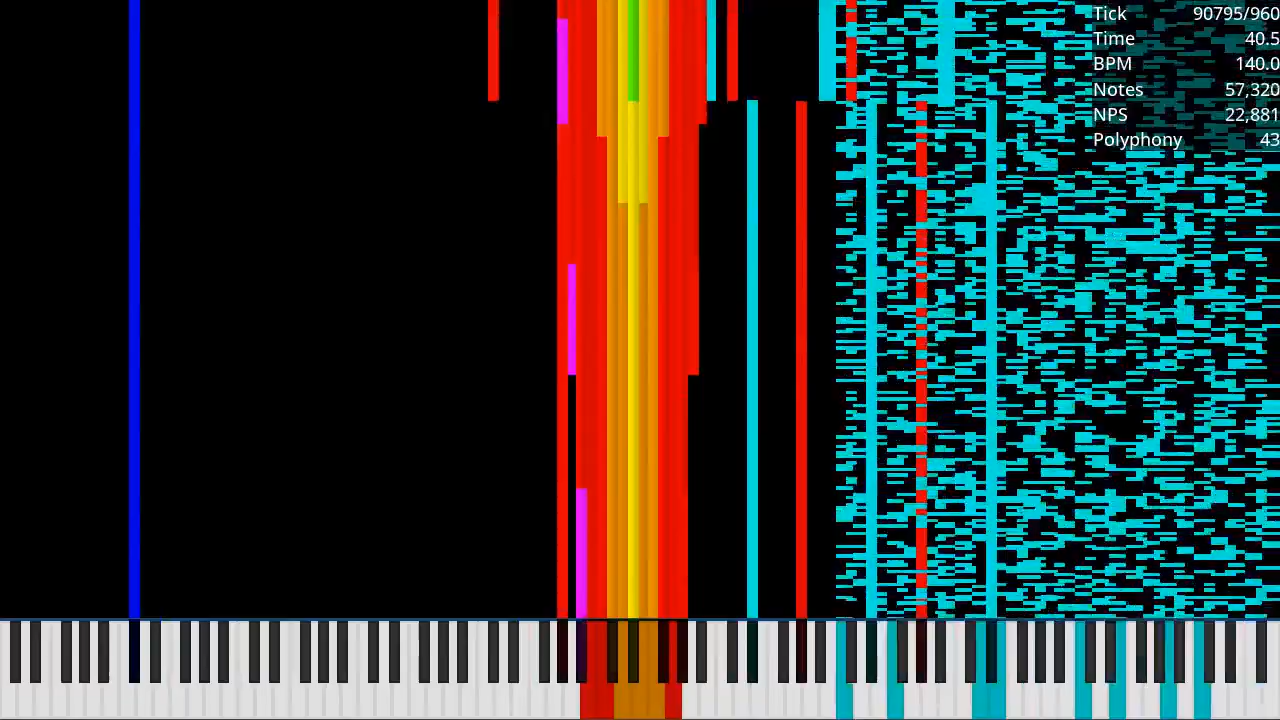 Tick 90795/960
Time 40.5
BPM 140.0
Notes 57,320
NPS 22,881
Polyphony 43